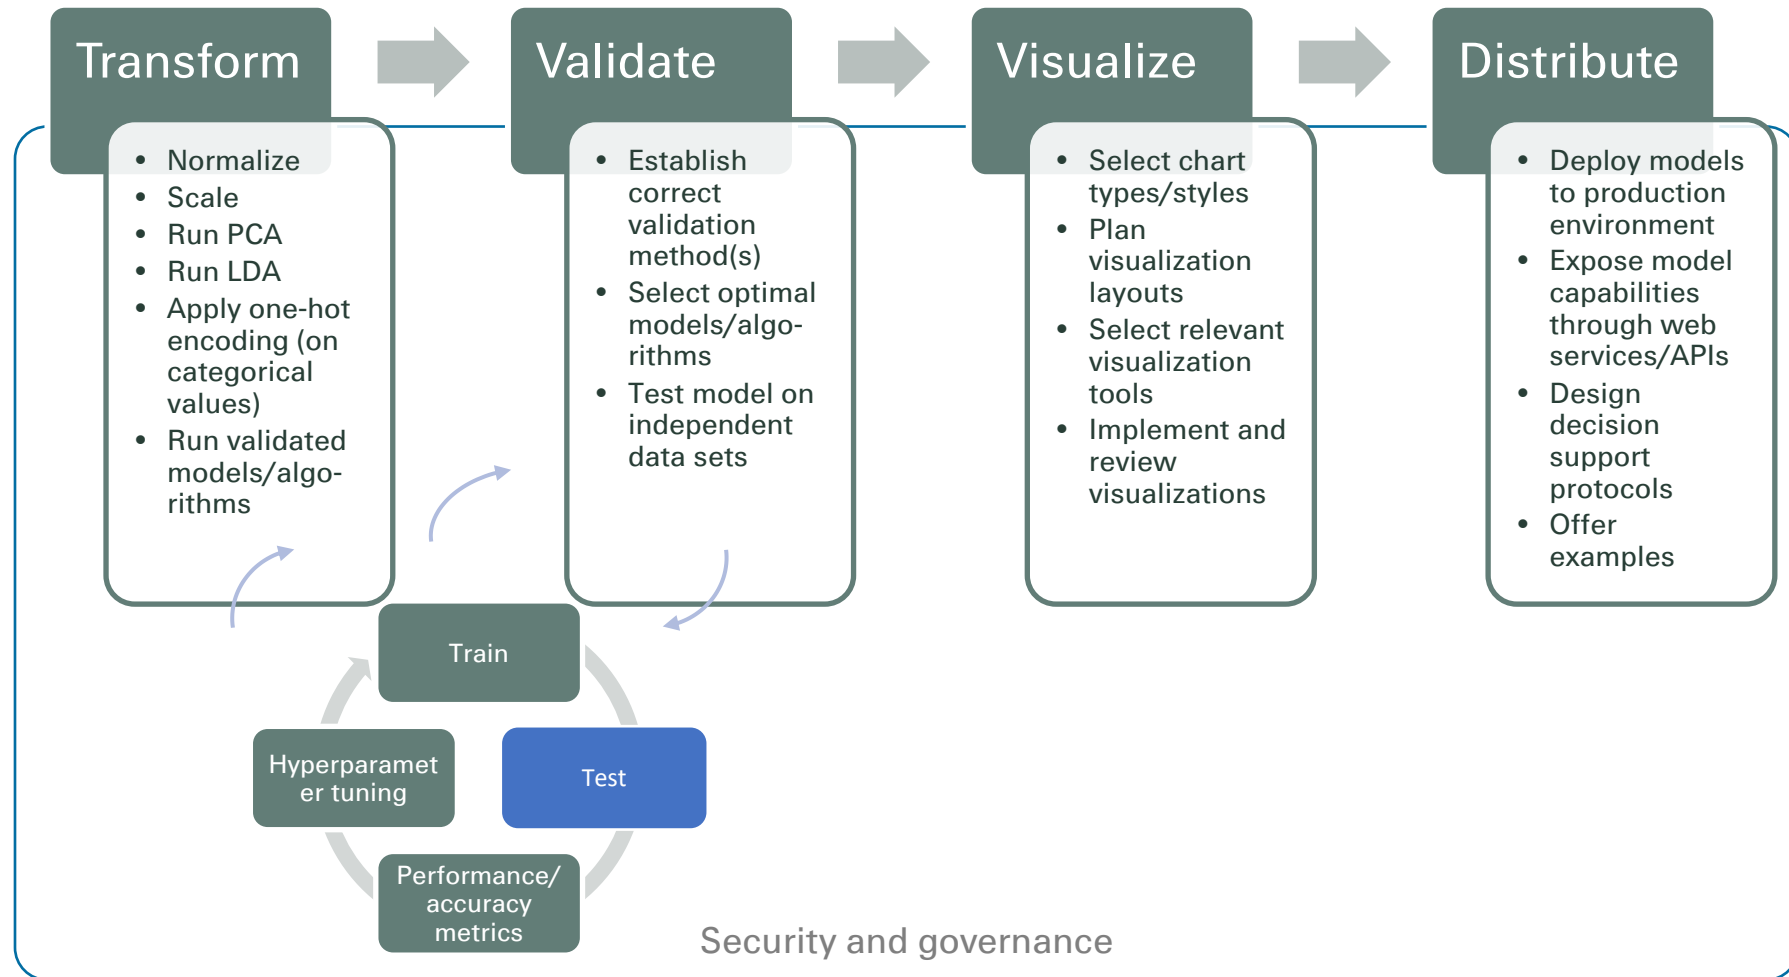 Transform
Validate
Visualize
Distribute
• Normalize
• Scale
• Run PCA
• Run LDA
• Apply one-hot
encoding (on
categorical
values)
• Run validated
models/algo-
rithms
• Establish
correct
validation
method(s)
• Select optimal
models/algo-
rithms
• Test model on
independent
data sets
• Select chart
types/styles
• Plan
visualization
layouts
• Select relevant
visualization
tools
• Implement and
review
visualizations
• Deploy models
to production
environment
• Expose model
capabilities
through web
services/APIs
• Design
decision
support
protocols
• Offer
examples
Train
Test
Performance/
accuracy
metrics
Hyperparamet
er tuning
Security and governance